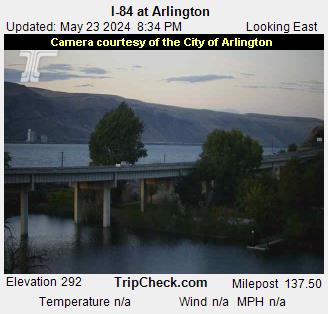 I-84 at Arlington
Updated: May 23 2024 8:34 PM Looking East
Camera courtesy of the City of Arlington
Elevation 292 TripCheck.com Milepost 137.50
Temperature n/a Wind n/a MPH n/a